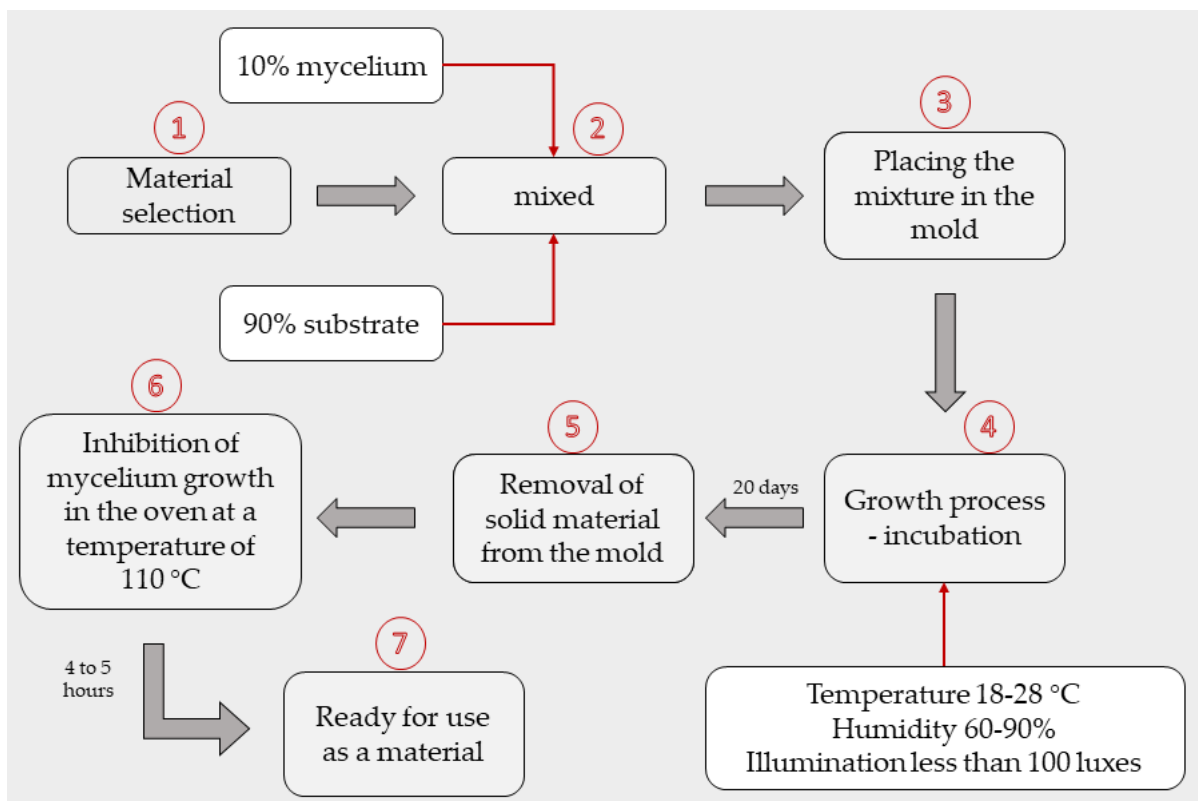 10% mycelium
1
Material
selection
2
mixed
3
Placing the
mixture in the
mold
90% substrate
4
Growth process
- incubation
Temperature 18-28 °C
Humidity 60-90%
Illumination less than 100 luxes
20 days
5
Removal of
solid material
from the mold
6
Inhibition of
mycelium growth
in the oven at a
temperature of
110 °C
4 to 5
hours
7
Ready for use
as a material